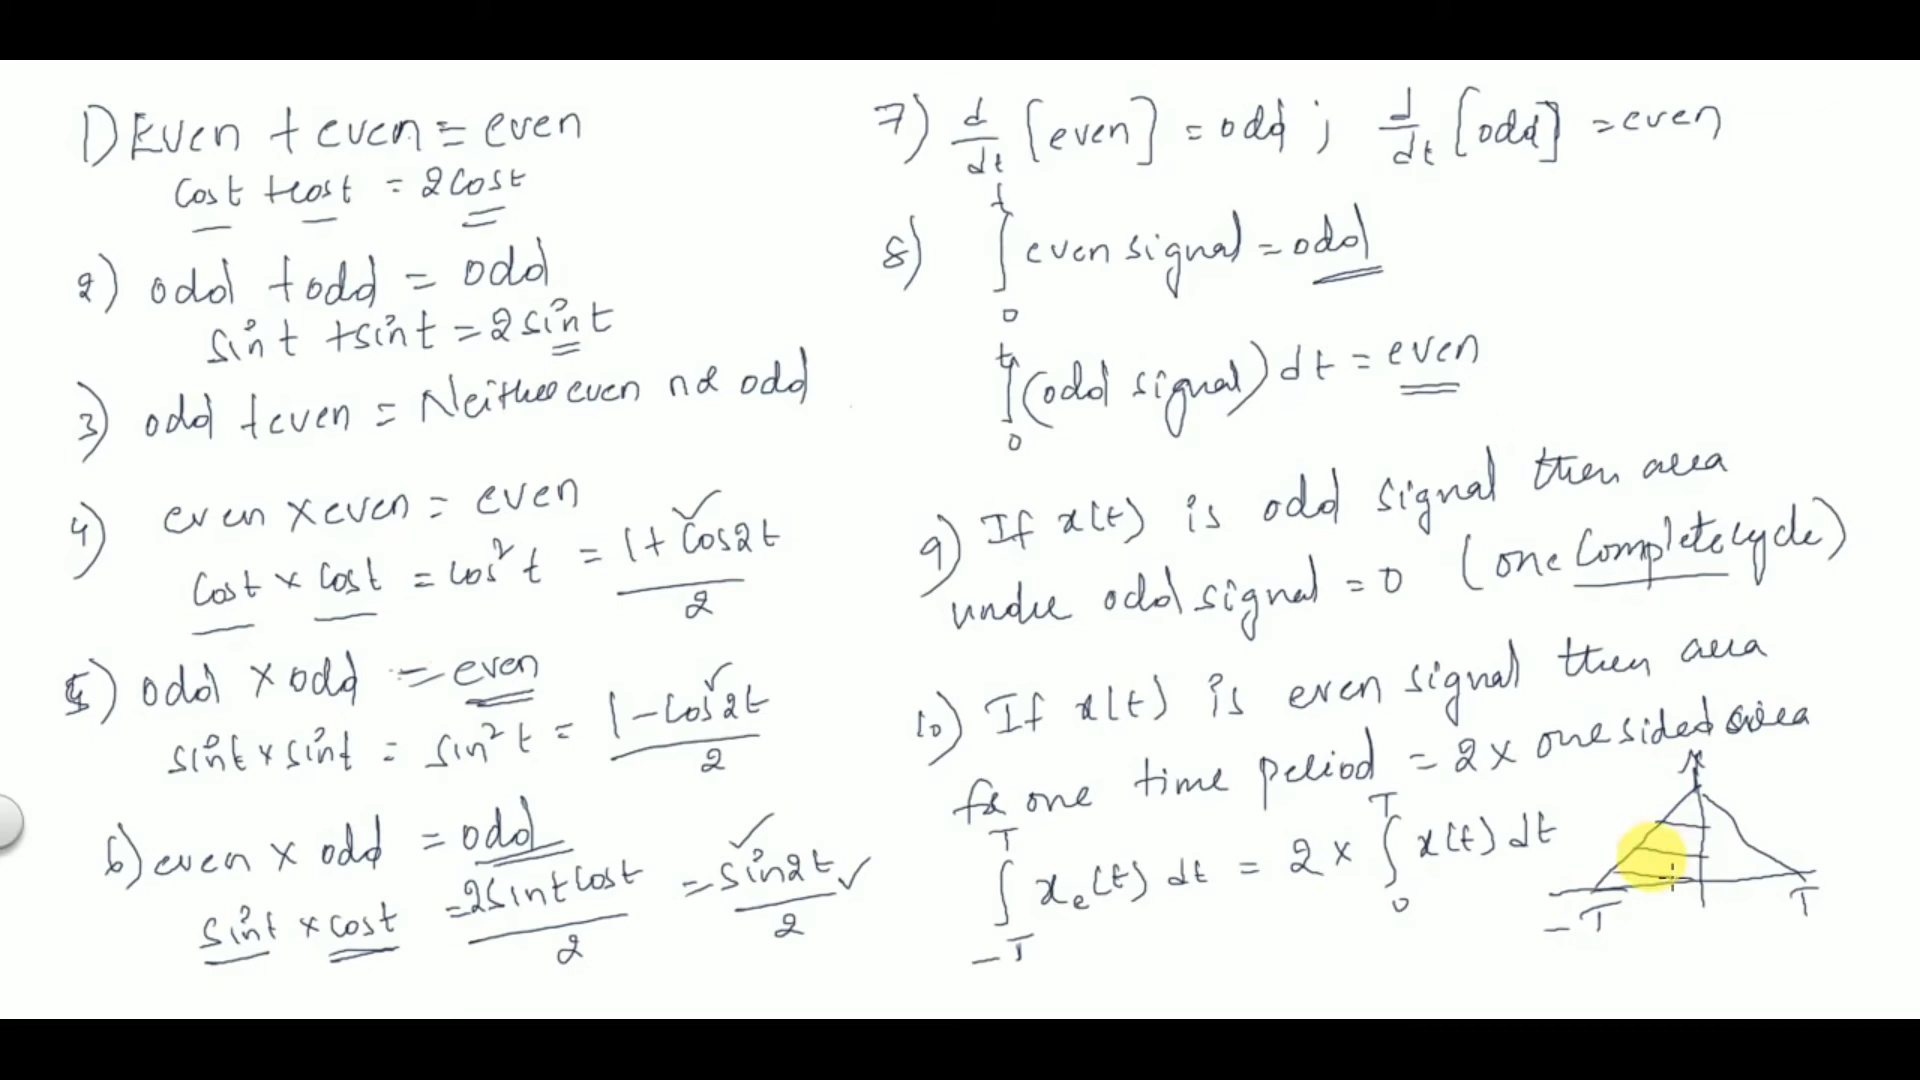 1) Even + even = even
cost + cost = 2cost
2) odd + odd = odd
sint + sint = 2sint
3) odd + even = Neither even nor odd
4) even × even = even
cost × cost = cos²t = (1 + cos2t)/2
5) odd × odd = even
sint × sint = sin²t = (1 - cos2t)/2
6) even × odd = odd
sint × cost = 2sintcost/2 = sin2t/2
7) d/dt [even] = odd ; d/dt [odd] = even
8) ∫₀ᵗ even signal = odd
∫₀ᵗ (odd signal) dt = even
9) If x(t) is odd signal then area
under odd signal = 0 (one complete cycle)
10) If x(t) is even signal then area
for one time period = 2 × one sided area
∫_{-T}^{T} xₑ(t) dt = 2 × ∫₀ᵀ x(t) dt
-T T